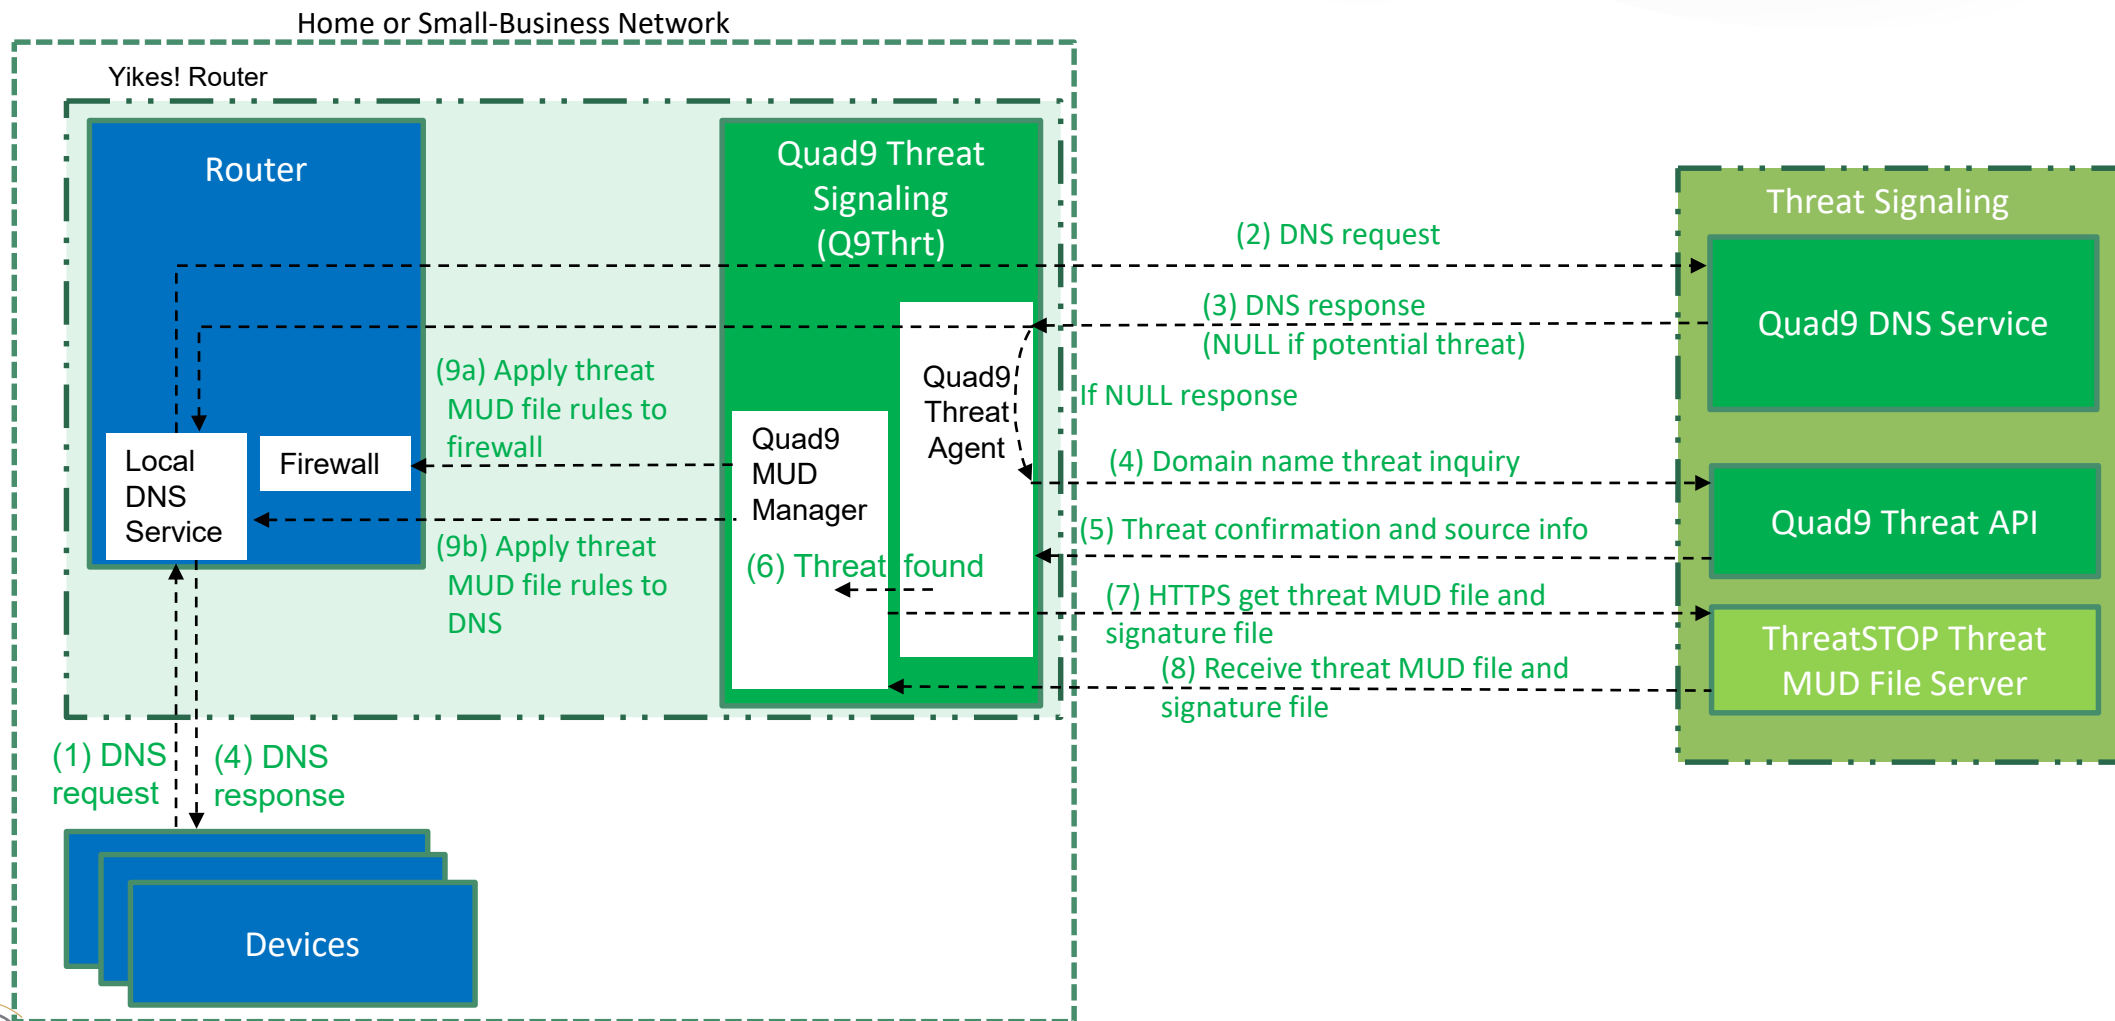 Home or Small-Business Network
Yikes! Router
Router
Quad9 Threat
Signaling
(Q9Thrt)
Threat Signaling
(2) DNS request
(3) DNS response
(NULL if potential threat)
Quad9 DNS Service
(9a) Apply threat
MUD file rules to
firewall
Quad9
Threat
Agent
If NULL response
Local
DNS
Service
Firewall
Quad9
MUD
Manager
(4) Domain name threat inquiry
Quad9 Threat API
(5) Threat confirmation and source info
(9b) Apply threat
MUD file rules to
DNS
(6) Threat found
(7) HTTPS get threat MUD file and
signature file
ThreatSTOP Threat
MUD File Server
(8) Receive threat MUD file and
signature file
(1) DNS
request
(4) DNS
response
Devices